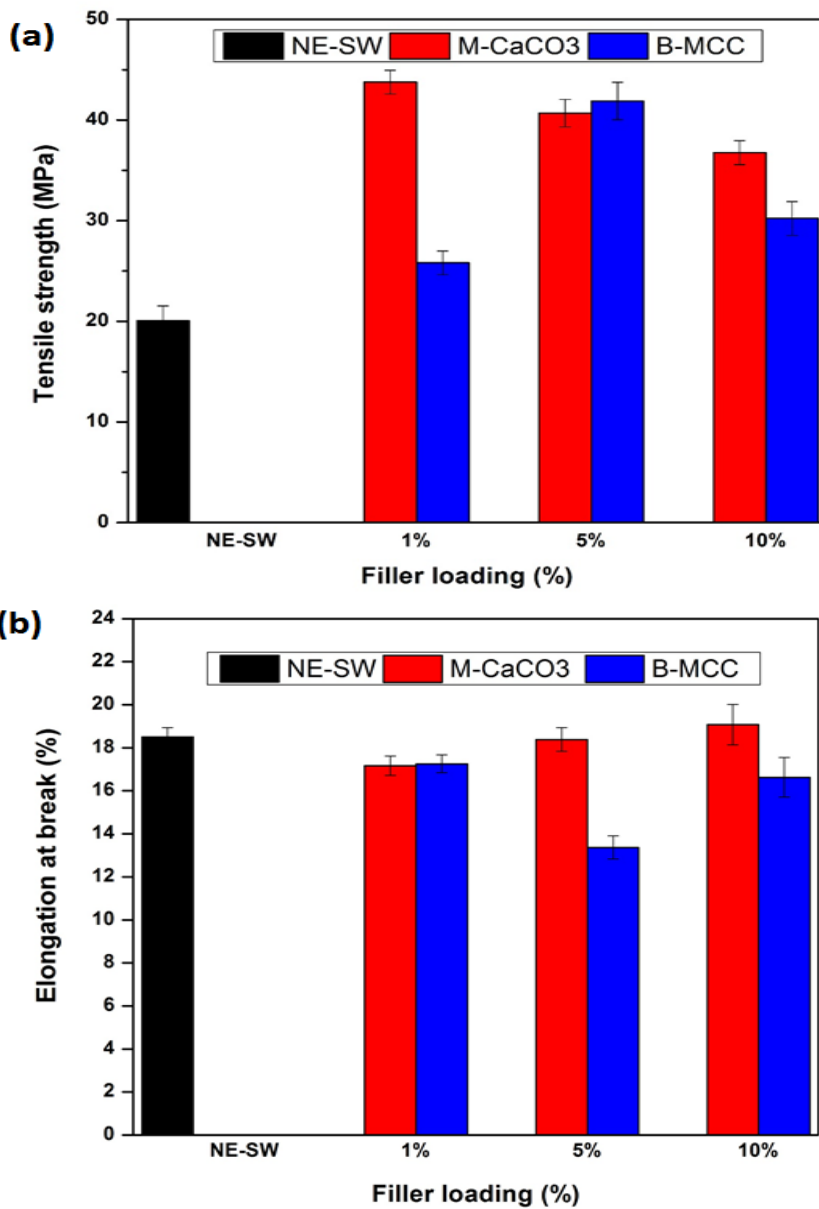 (a)
NE-SW M-CaCO3 B-MCC
50
40
30
20
10
0
Tensile strength (MPa)
NE-SW 1% 5% 10%
Filler loading (%)
(b)
NE-SW M-CaCO3 B-MCC
24
22
20
18
16
14
12
10
8
6
4
2
0
Elongation at break (%)
NE-SW 1% 5% 10%
Filler loading (%)